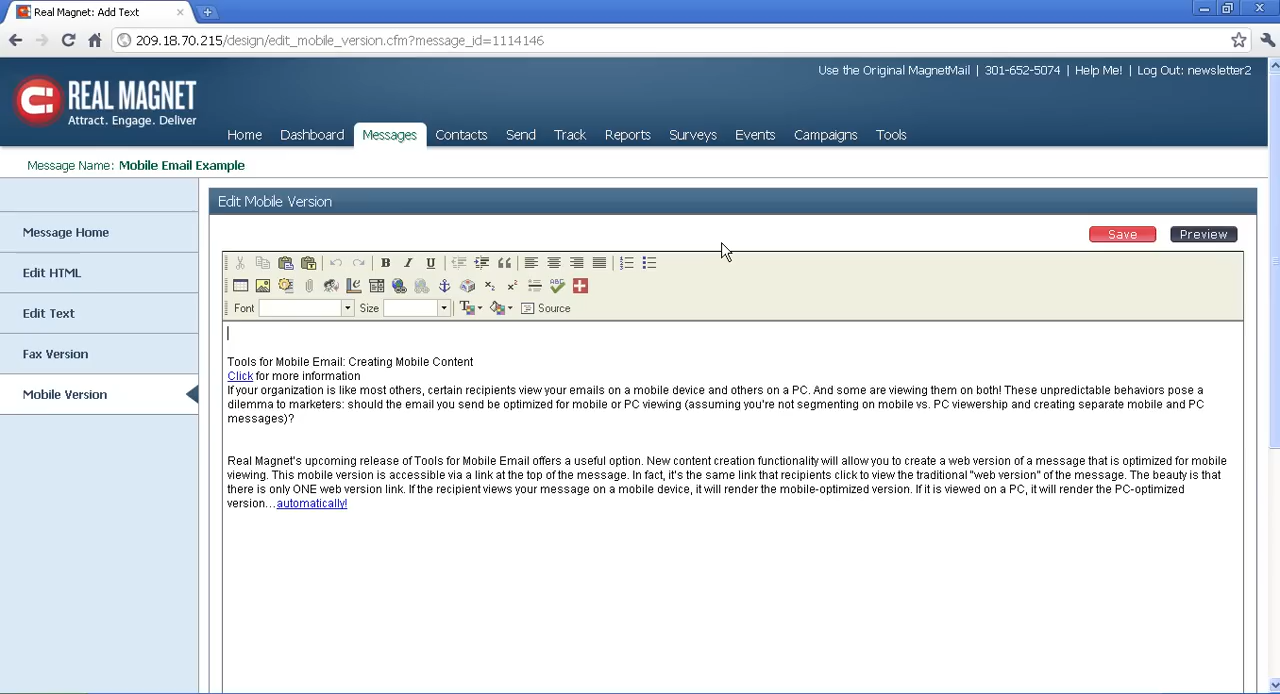 Real Magnet: Add Text
209.18.70.215/design/edit_mobile_version.cfm?message_id=1114146
Use the Original MagnetMail | 301-652-5074 | Help Me! | Log Out: newsletter2
REAL MAGNET
Attract. Engage. Deliver
Home Dashboard Messages Contacts Send Track Reports Surveys Events Campaigns Tools
Message Name: Mobile Email Example
Edit Mobile Version
Message Home
Save Preview
Edit HTML
Edit Text
Fax Version
Mobile Version
B I U
ABC
Font Size Source
Tools for Mobile Email: Creating Mobile Content
Click for more information
If your organization is like most others, certain recipients view your emails on a mobile device and others on a PC. And some are viewing them on both! These unpredictable behaviors pose a
dilemma to marketers: should the email you send be optimized for mobile or PC viewing (assuming you're not segmenting on mobile vs. PC viewership and creating separate mobile and PC
messages)?
Real Magnet's upcoming release of Tools for Mobile Email offers a useful option. New content creation functionality will allow you to create a web version of a message that is optimized for mobile
viewing. This mobile version is accessible via a link at the top of the message. In fact, it's the same link that recipients click to view the traditional "web version" of the message. The beauty is that
there is only ONE web version link. If the recipient views your message on a mobile device, it will render the mobile-optimized version. If it is viewed on a PC, it will render the PC-optimized
version...automatically!